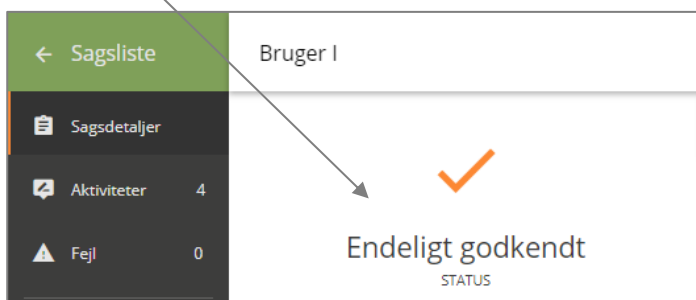 Sagsliste
Bruger I
Sagsdetaljer
Aktiviteter 4
Fejl 0
Endeligt godkendt
STATUS